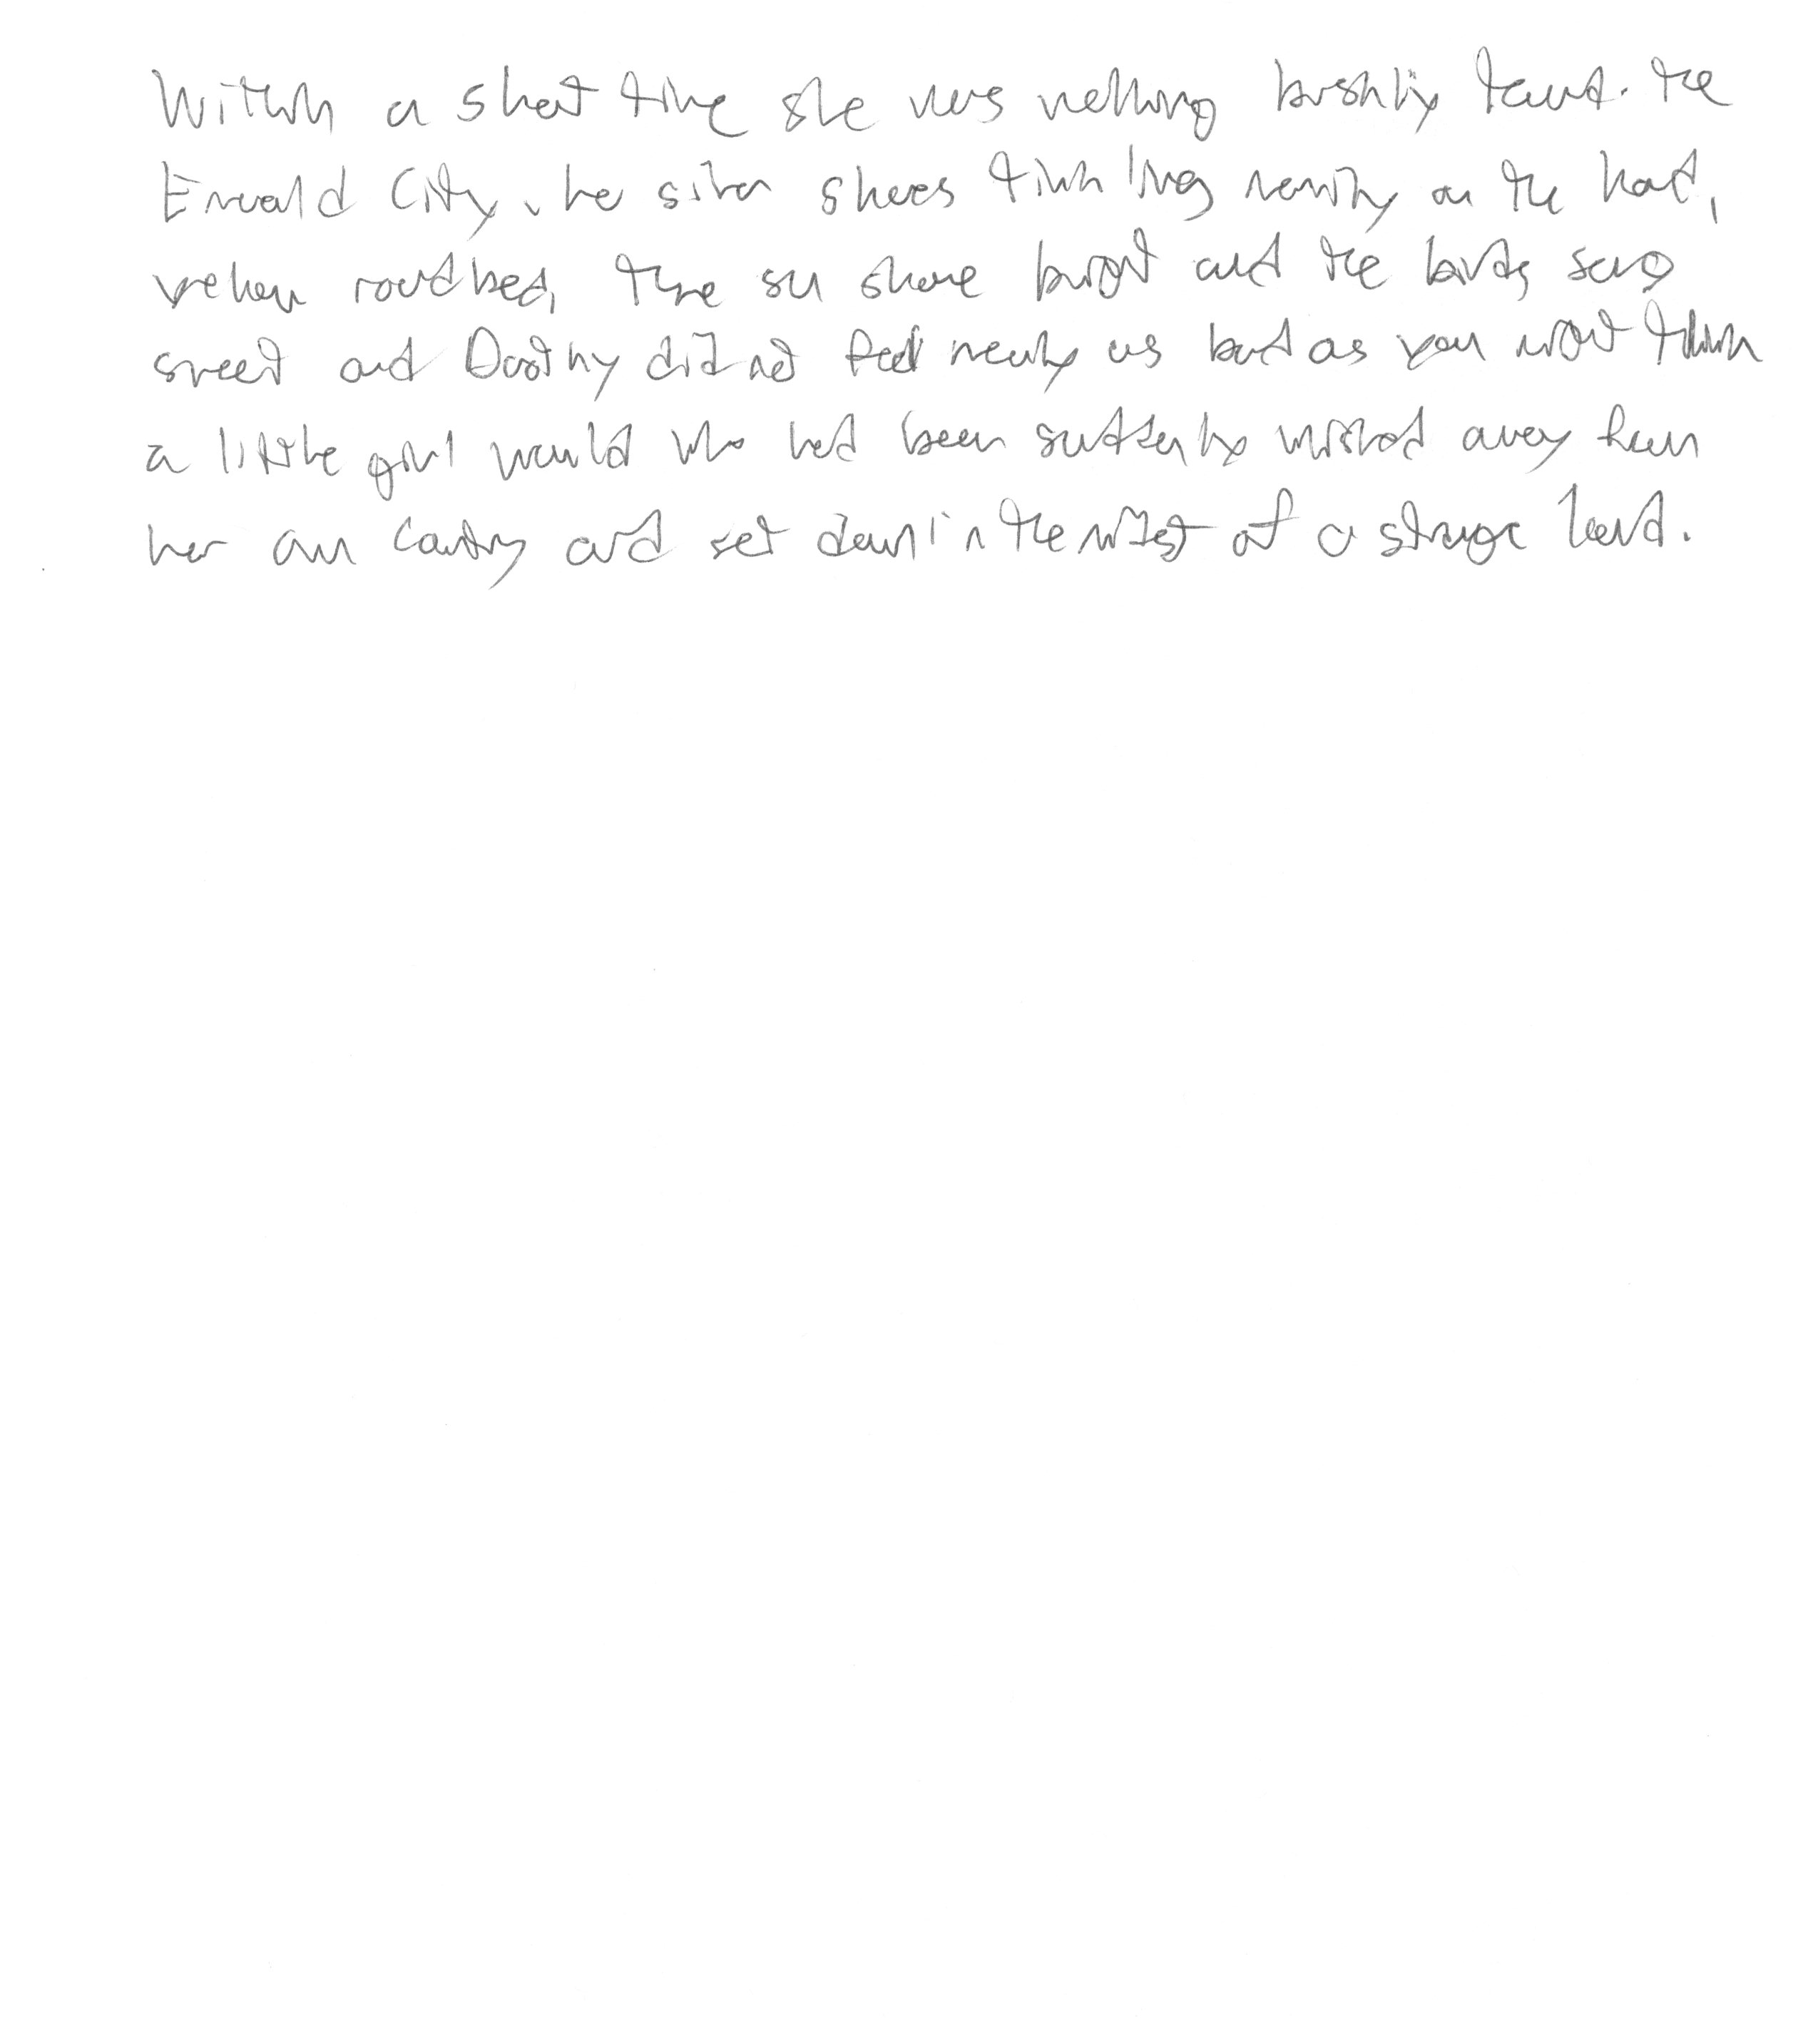 Within a short time she was walking briskly toward the
Emerald City, her silver shoes tinkling merrily on the hard,
yellow roadbed. The sun shone bright and the birds sang
sweet and Dorothy did not feel nearly as bad as you might think
a little girl would who had been suddenly whisked away from
her own country and set down in the midst of a strange land.